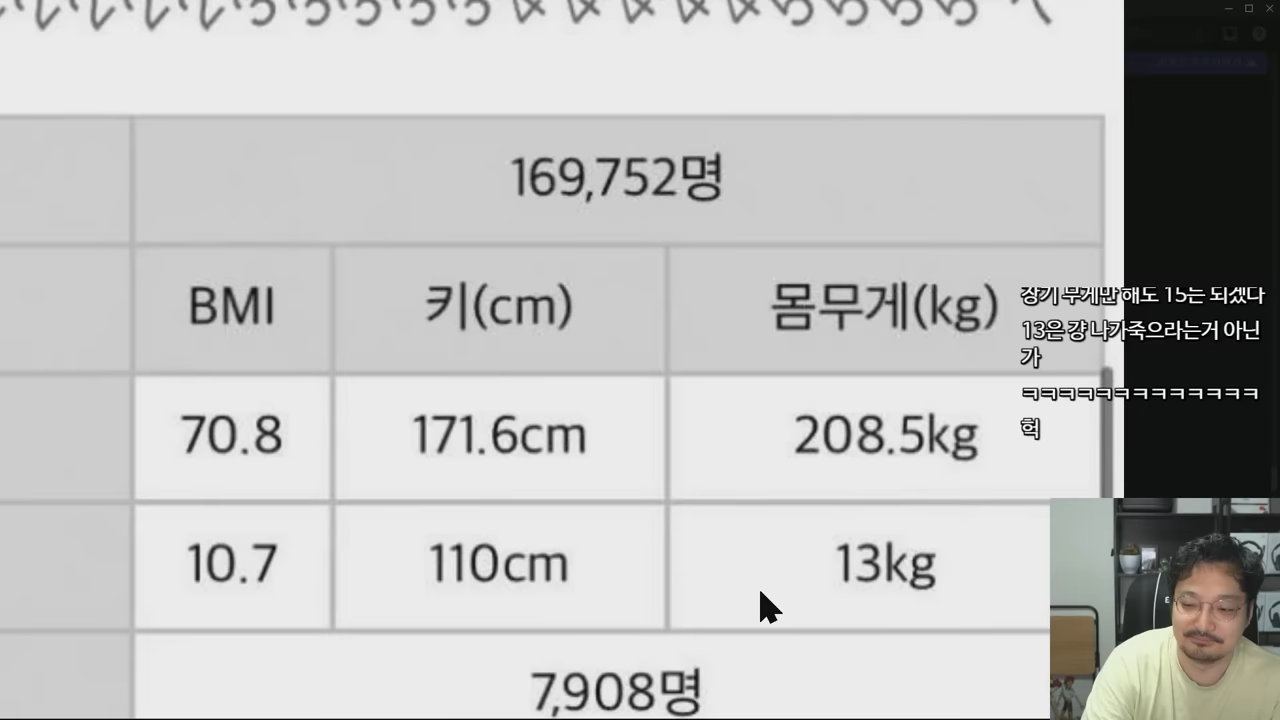 169,752명
BMI 키(cm) 몸무게(kg)
70.8 171.6cm 208.5kg
10.7 110cm 13kg
7,908명
장기 무게만 해도 15는 되겠다
13은 걍 나가죽으라는거 아닌
가
ㅋㅋㅋㅋㅋㅋㅋㅋㅋㅋㅋㅋㅋ
헉